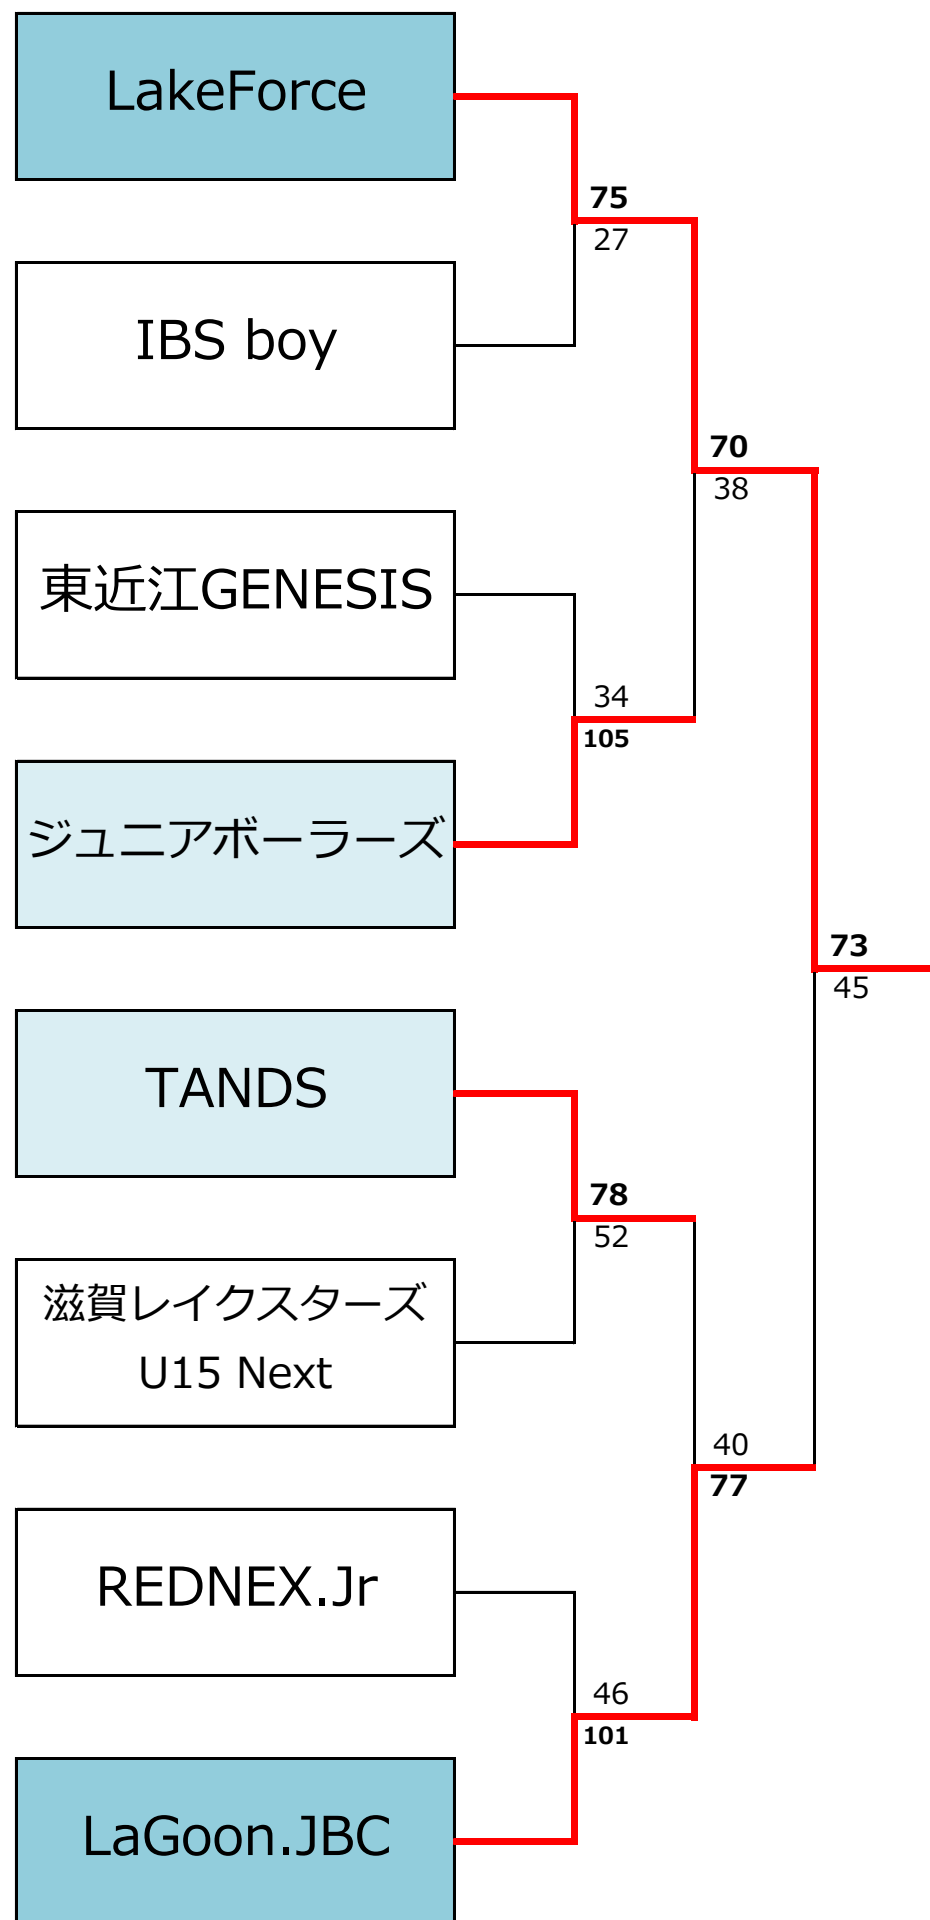 LakeForce
75
27
IBS boy
70
38
東近江GENESIS
34
105
ジュニアボーラーズ
73
45
TANDS
78
52
滋賀レイクスターズ
U15 Next
40
77
REDNEX.Jr
46
101
LaGoon.JBC